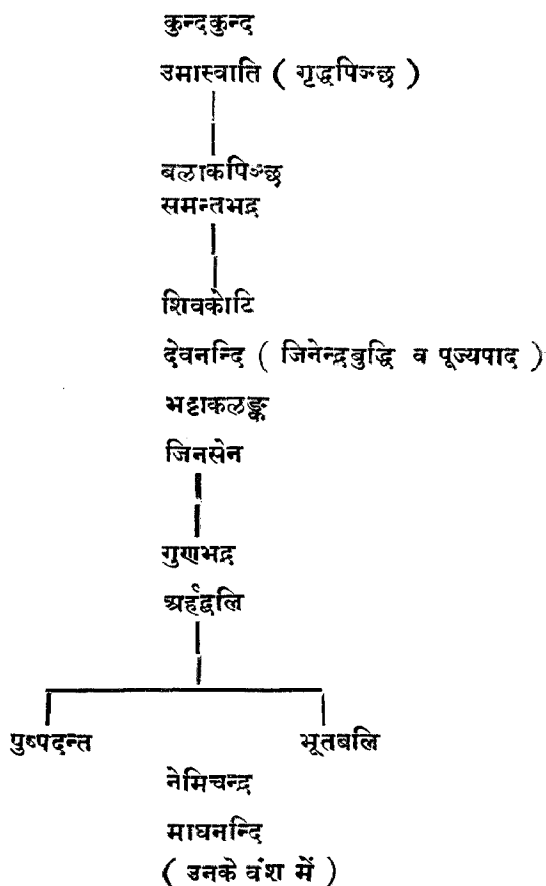 कुन्दकुन्द
उमास्वाति ( गृद्धपिञ्छ )
बलाकपिञ्छ
समन्तभद्र
शिवकोटि
देवनन्दि ( जिनेन्द्रबुद्धि व पूज्यपाद )
भट्टाकलङ्क
जिनसेन
गुणभद्र
अर्हद्वलि
पुष्पदन्त भूतबलि
नेमिचन्द्र
माघनन्दि
( उनके वंश में )